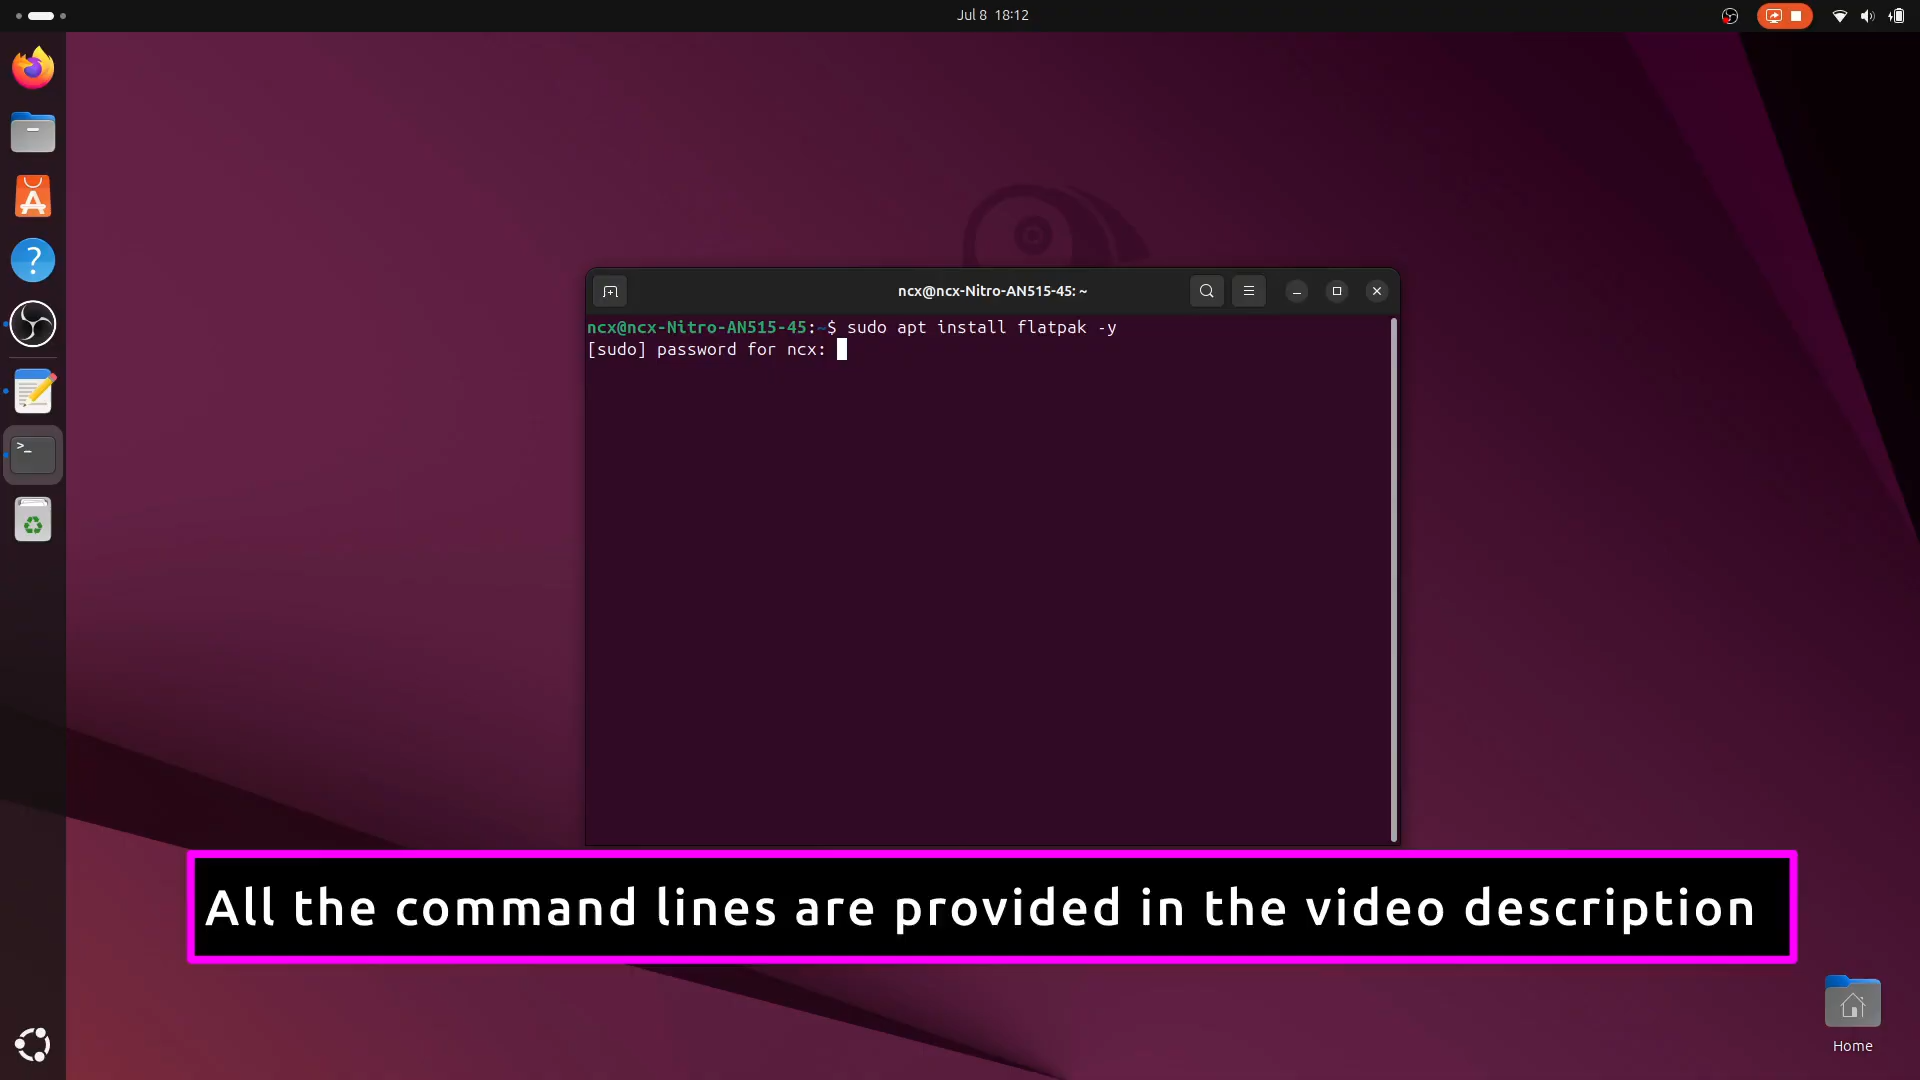 Jul 8 18:12
ncx@ncx-Nitro-AN515-45: ~
ncx@ncx-Nitro-AN515-45:~$ sudo apt install flatpak -y
[sudo] password for ncx:
All the command lines are provided in the video description
Home